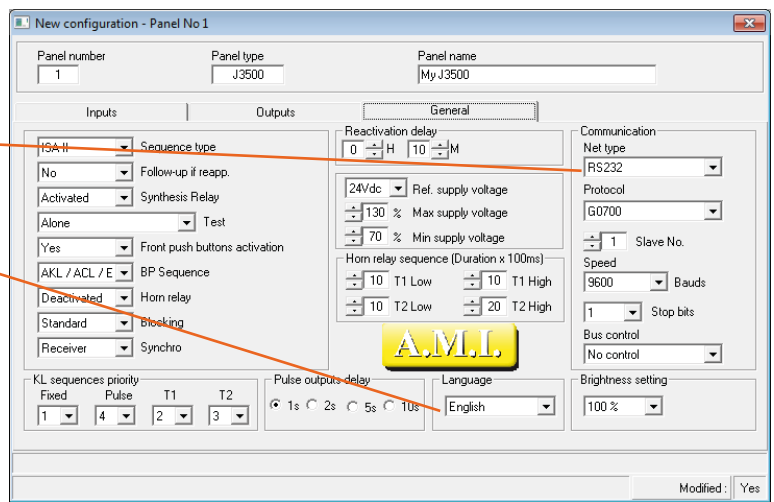 New configuration - Panel No 1
Panel number Panel type Panel name
1 J3500 My J3500
Inputs Outputs General
ISA-II Sequence type
No Follow-up if reapp.
Activated Synthesis Relay
Alone Test
Yes Front push buttons activation
AKL / ACL / E BP Sequence
Deactivated Horn relay
Standard Blocking
Receiver Synchro
Reactivation delay
0 H 10 M
24Vdc Ref. supply voltage
130 % Max supply voltage
70 % Min supply voltage
Horn relay sequence (Duration x 100ms)
10 T1 Low 10 T1 High
10 T2 Low 20 T2 High
A.M.I.
Communication
Net type
RS232
Protocol
G0700
1 Slave No.
Speed
9600 Bauds
1 Stop bits
Bus control
No control
KL sequences priority
Fixed Pulse T1 T2
1 4 2 3
Pulse outputs delay
1s 2s 5s 10s
Language
English
Brightness setting
100 %
Modified : Yes